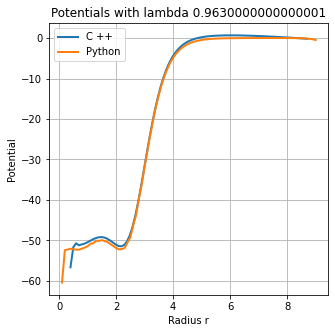 Potentials with lambda 0.9630000000000001
C ++
Python
0
−10
−20
−30
−40
−50
−60
Potential
0
2
4
6
8
Radius r